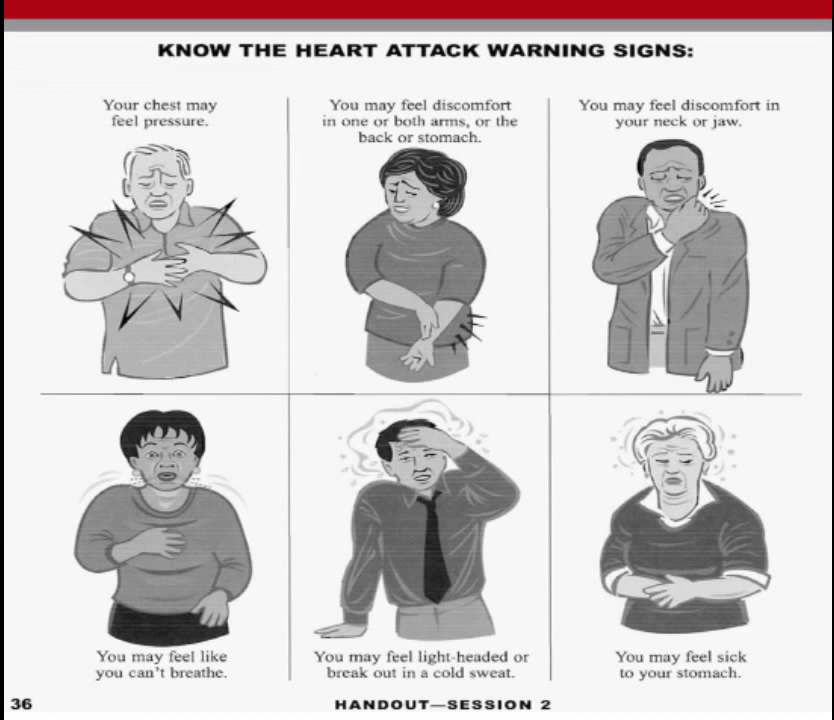 KNOW THE HEART ATTACK WARNING SIGNS:
Your chest may
feel pressure.
You may feel discomfort
in one or both arms, or the
back or stomach.
You may feel discomfort in
your neck or jaw.
You may feel like
you can't breathe.
You may feel light-headed or
break out in a cold sweat.
You may feel sick
to your stomach.
36
HANDOUT—SESSION 2